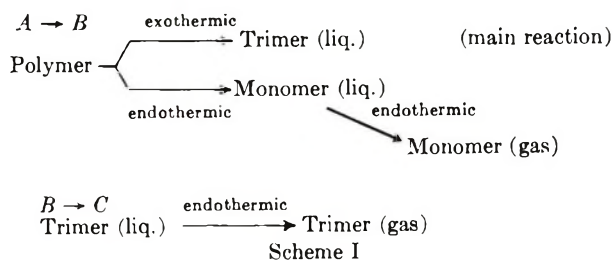 A → B
exothermic
Trimer (liq.) (main reaction)
Polymer
Monomer (liq.)
endothermic
endothermic
Monomer (gas)
B → C
endothermic
Trimer (liq.) Trimer (gas)
Scheme I